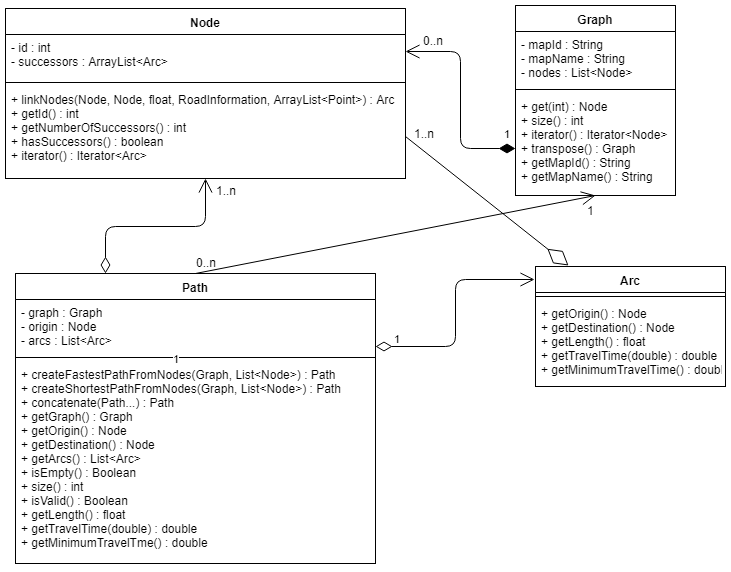 Node
- id : int
- successors : ArrayList<Arc>
+ linkNodes(Node, Node, float, RoadInformation, ArrayList<Point>) : Arc
+ getId() : int
+ getNumberOfSuccessors() : int
+ hasSuccessors() : boolean
+ iterator() : Iterator<Arc>
0..n
Graph
- mapId : String
- mapName : String
- nodes : List<Node>
+ get(int) : Node
+ size() : int
+ iterator() : Iterator<Node>
+ transpose() : Graph
+ getMapId() : String
+ getMapName() : String
1
1..n
1..n
1
0..n
Path
- graph : Graph
- origin : Node
- arcs : List<Arc>
1
+ createFastestPathFromNodes(Graph, List<Node>) : Path
+ createShortestPathFromNodes(Graph, List<Node>) : Path
+ concatenate(Path...) : Path
+ getGraph() : Graph
+ getOrigin() : Node
+ getDestination() : Node
+ getArcs() : List<Arc>
+ isEmpty() : Boolean
+ size() : int
+ isValid() : Boolean
+ getLength() : float
+ getTravelTime(double) : double
+ getMinimumTravelTme() : double
1
Arc
+ getOrigin() : Node
+ getDestination() : Node
+ getLength() : float
+ getTravelTime(double) : double
+ getMinimumTravelTime() : doubl